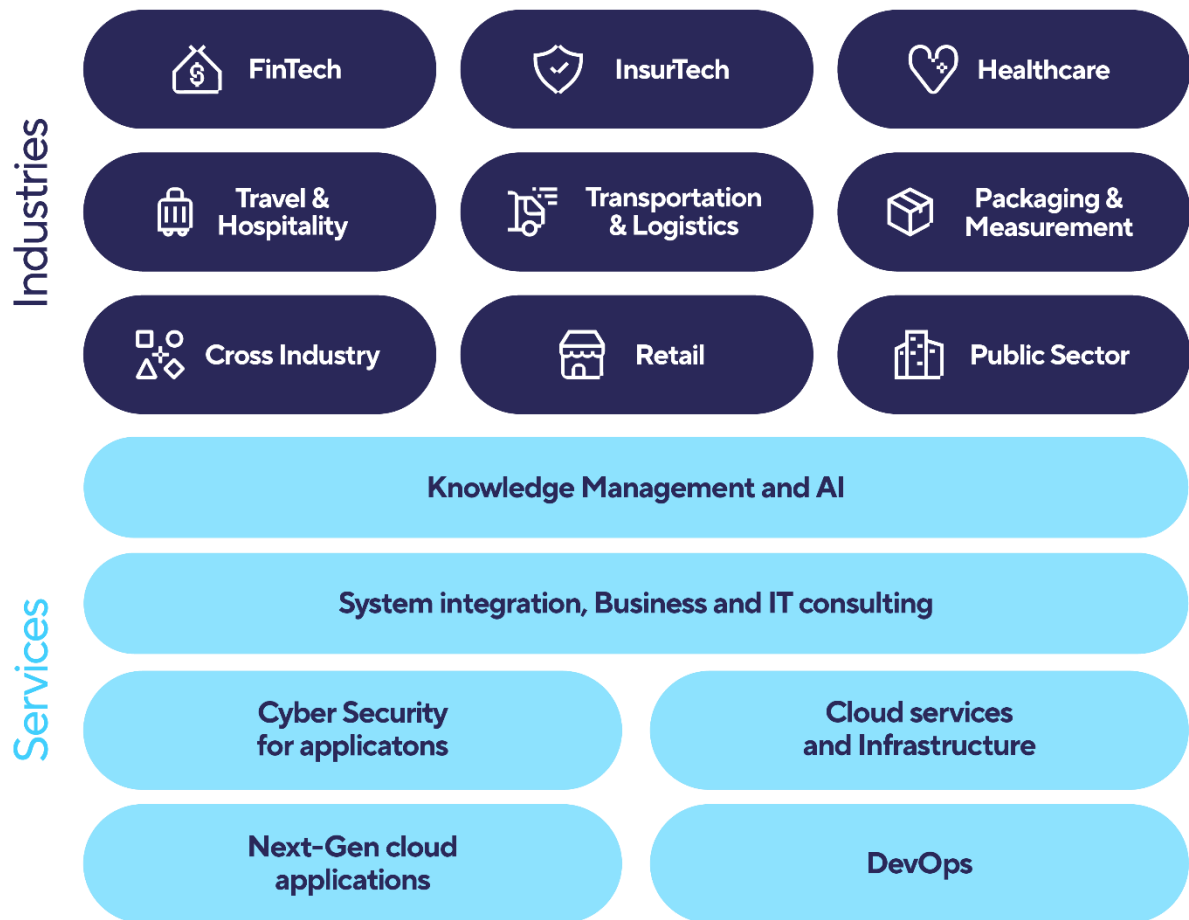 Industries
FinTech
InsurTech
Healthcare
Travel &
Hospitality
Transportation
& Logistics
Packaging &
Measurement
Cross Industry
Retail
Public Sector
Services
Knowledge Management and AI
System integration, Business and IT consulting
Cyber Security
for applicatons
Cloud services
and Infrastructure
Next-Gen cloud
applications
DevOps